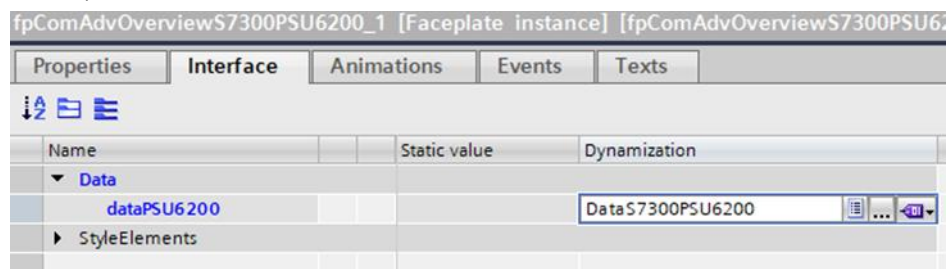 fpComAdvOverviewS7300PSU6200_1 [Faceplate instance] [fpComAdvOverviewS7300PSU62
Properties Interface Animations Events Texts
Name Static value Dynamization
Data
dataPSU6200 DataS7300PSU6200 ...
StyleElements